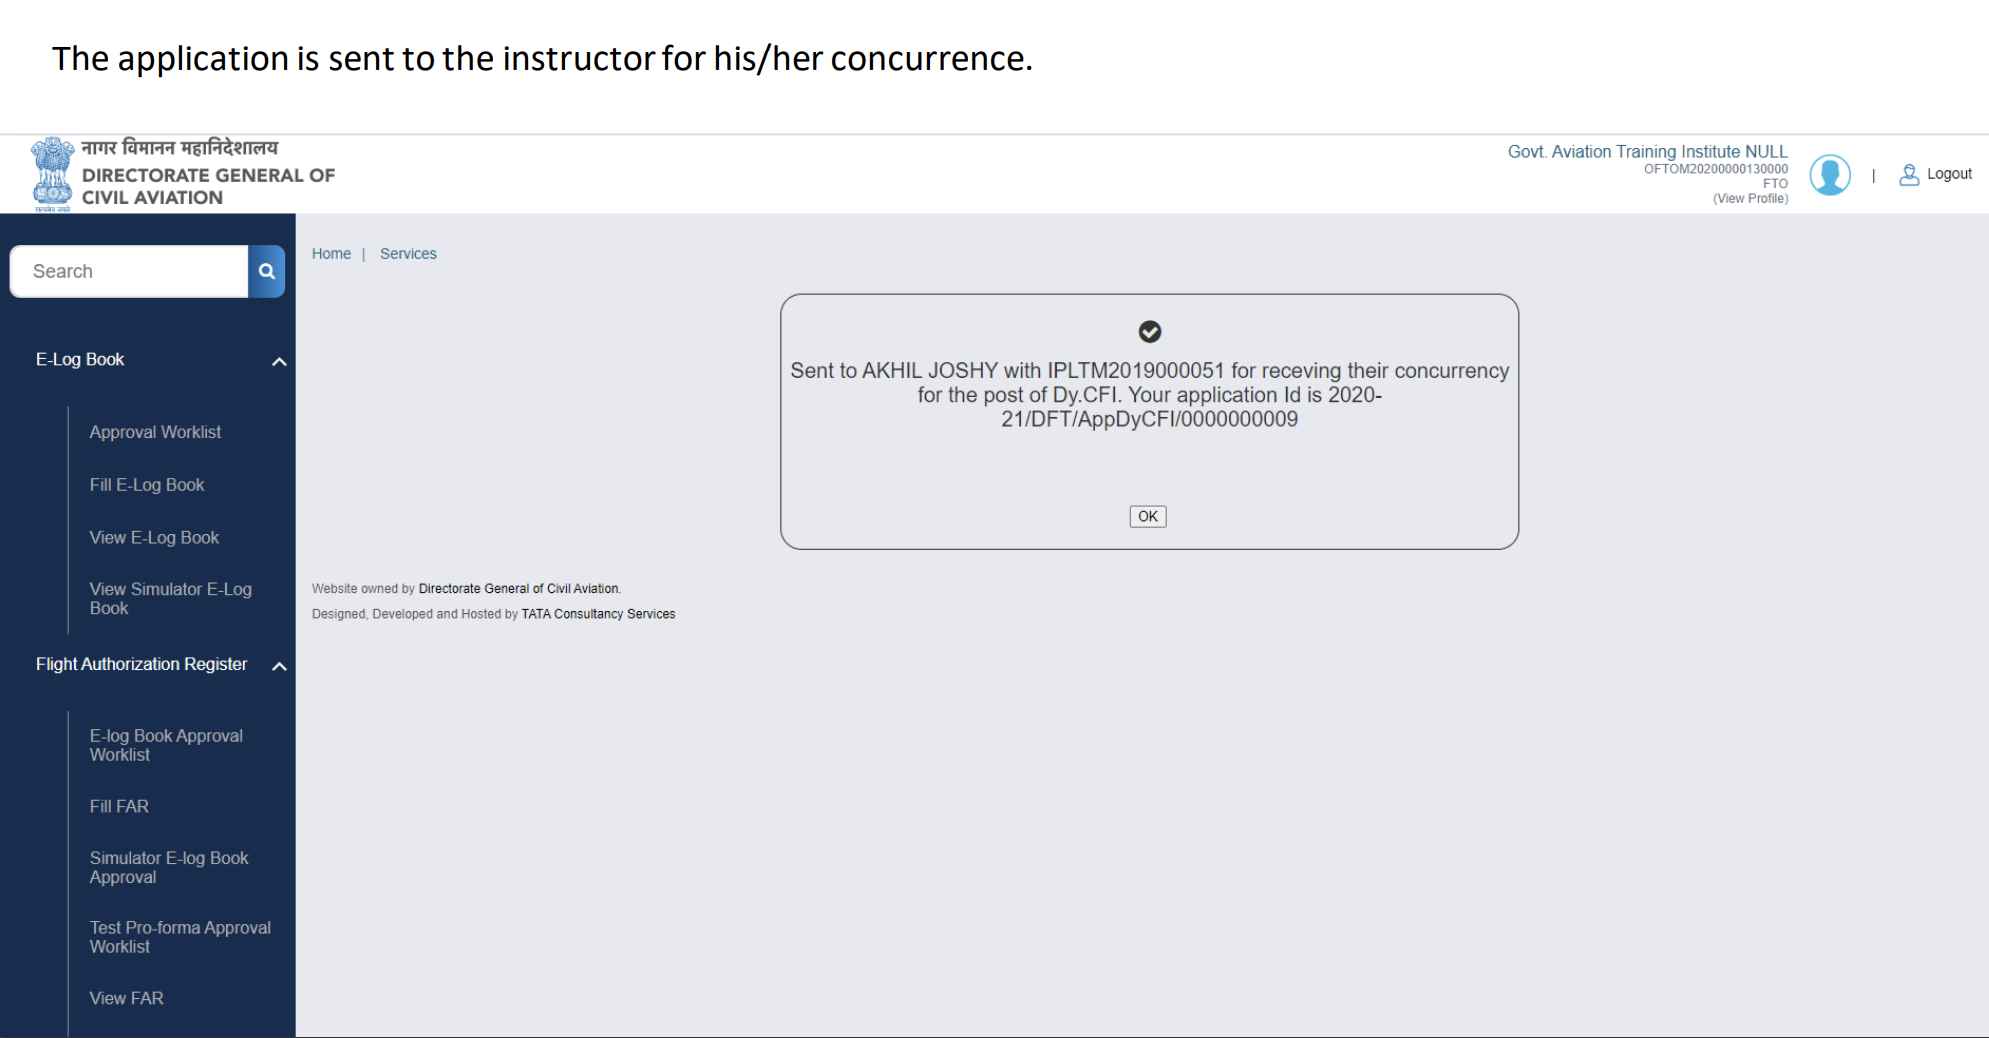 The application is sent to the instructor for his/her concurrence.
नागर विमानन महानिदेशालय
DIRECTORATE GENERAL OF
CIVIL AVIATION
सत्यमेव जयते
Govt. Aviation Training Institute NULL
OFTOM20200000130000
FTO
(View Profile)
| Logout
Search
Home | Services
E-Log Book
Approval Worklist
Fill E-Log Book
View E-Log Book
View Simulator E-Log
Book
Flight Authorization Register
E-log Book Approval
Worklist
Fill FAR
Simulator E-log Book
Approval
Test Pro-forma Approval
Worklist
View FAR
Sent to AKHIL JOSHY with IPLTM2019000051 for receving their concurrency
for the post of Dy.CFI. Your application Id is 2020-
21/DFT/AppDyCFI/0000000009
OK
Website owned by Directorate General of Civil Aviation.
Designed, Developed and Hosted by TATA Consultancy Services